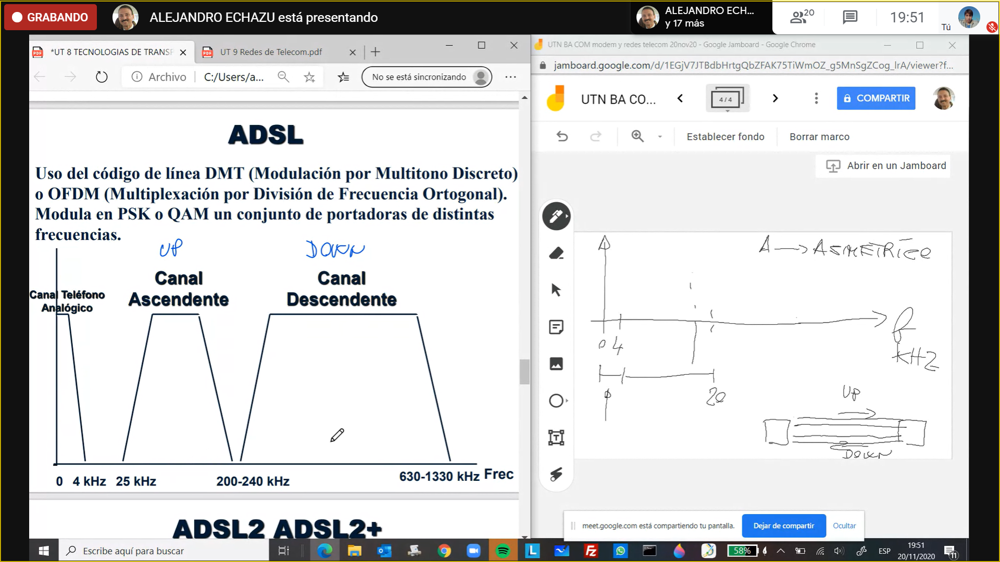 GRABANDO
ALEJANDRO ECHAZU está presentando
ALEJANDRO ECH...
y 17 más
20
19:51
Tú
*UT 8 TECNOLOGIAS DE TRANSF
UT 9 Redes de Telecom.pdf
Archivo
C:/Users/a...
No se está sincronizando
ADSL
Uso del código de línea DMT (Modulación por Multitono Discreto)
o OFDM (Multiplexación por División de Frecuencia Ortogonal).
Modula en PSK o QAM un conjunto de portadoras de distintas
frecuencias.
UP
DOWN
Canal Teléfono
Analógico
Canal
Ascendente
Canal
Descendente
0 4 kHz 25 kHz 200-240 kHz 630-1330 kHz Frec
ADSL2 ADSL2+
UTN BA COM modem y redes telecom 20nov20 - Google Jamboard - Google Chrome
jamboard.google.com/d/1EGjV7JTBdbHrtgQbZFAK75TiWmOZ_g5MnSgZCog_lrA/viewer?f...
UTN BA CO...
4 / 4
COMPARTIR
Establecer fondo
Borrar marco
Abrir en un Jamboard
A → ASIMETRICO
0 4
f
KHZ
20
UP
DOWN
meet.google.com está compartiendo tu pantalla.
Dejar de compartir
Ocultar
Escribe aquí para buscar
58%
ESP
19:51
20/11/2020
11